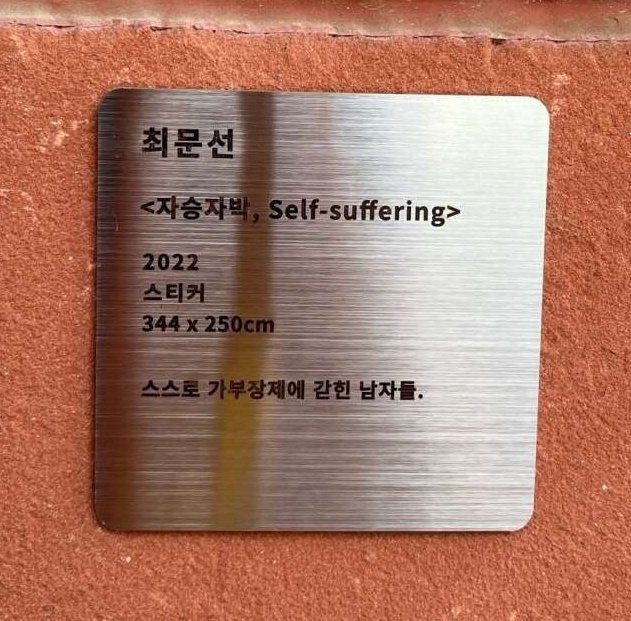 최문선
<자승자박, Self-suffering>
2022
스티커
344 x 250cm
스스로 가부장제에 갇힌 남자들.